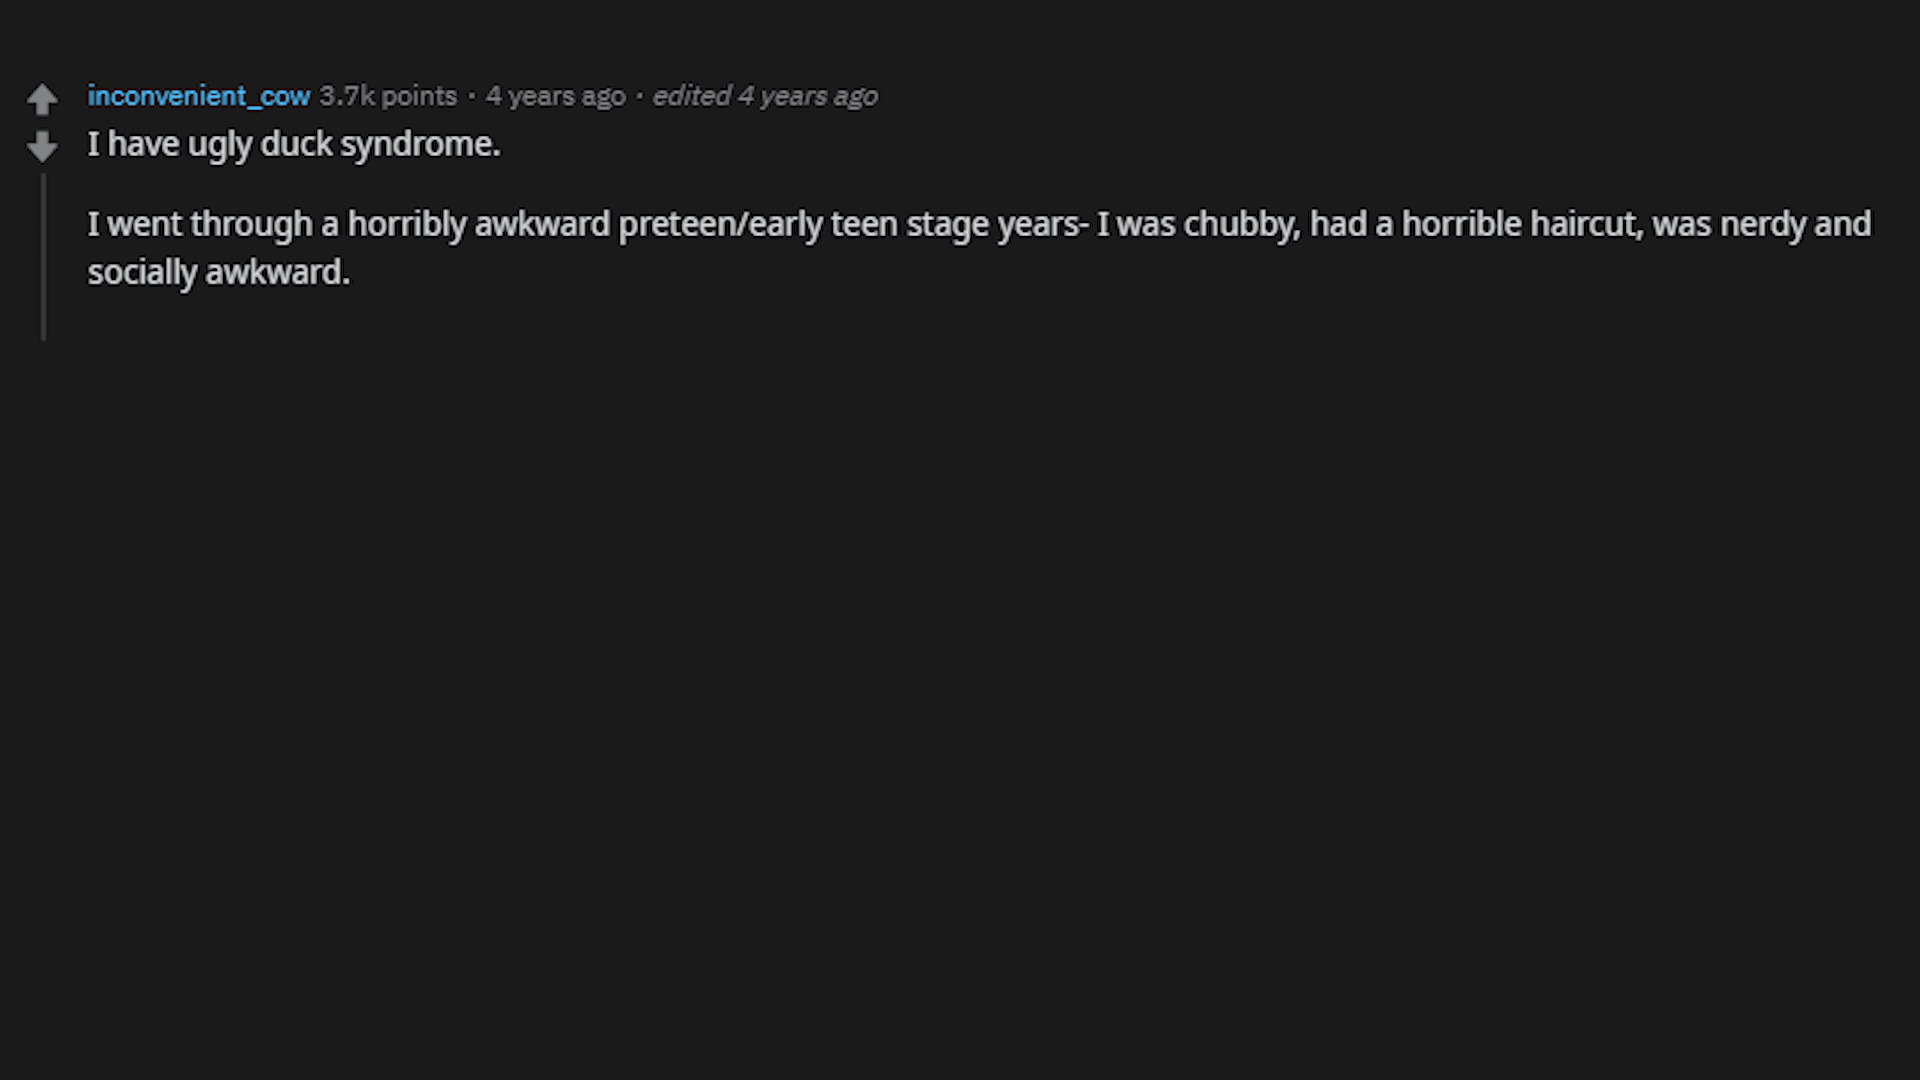 inconvenient_cow 3.7k points · 4 years ago · edited 4 years ago
I have ugly duck syndrome.
I went through a horribly awkward preteen/early teen stage years- I was chubby, had a horrible haircut, was nerdy and
socially awkward.